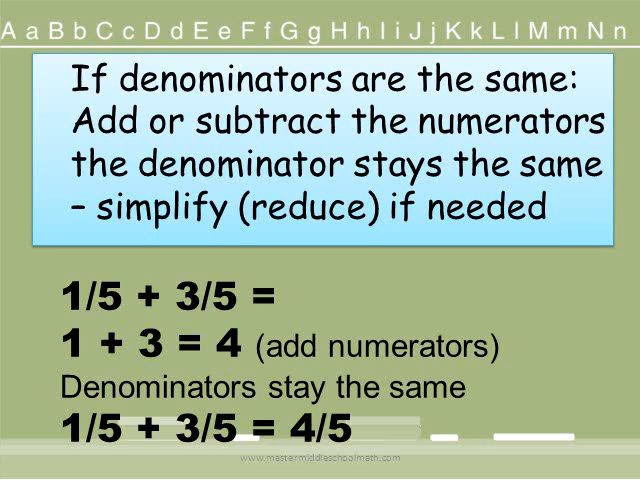 A a B b C c D d E e F f G g H h I i J j K k L l M m N n
If denominators are the same:
Add or subtract the numerators
the denominator stays the same
– simplify (reduce) if needed
1/5 + 3/5 =
1 + 3 = 4 (add numerators)
Denominators stay the same
1/5 + 3/5 = 4/5
www.mastermiddleschoolmath.com